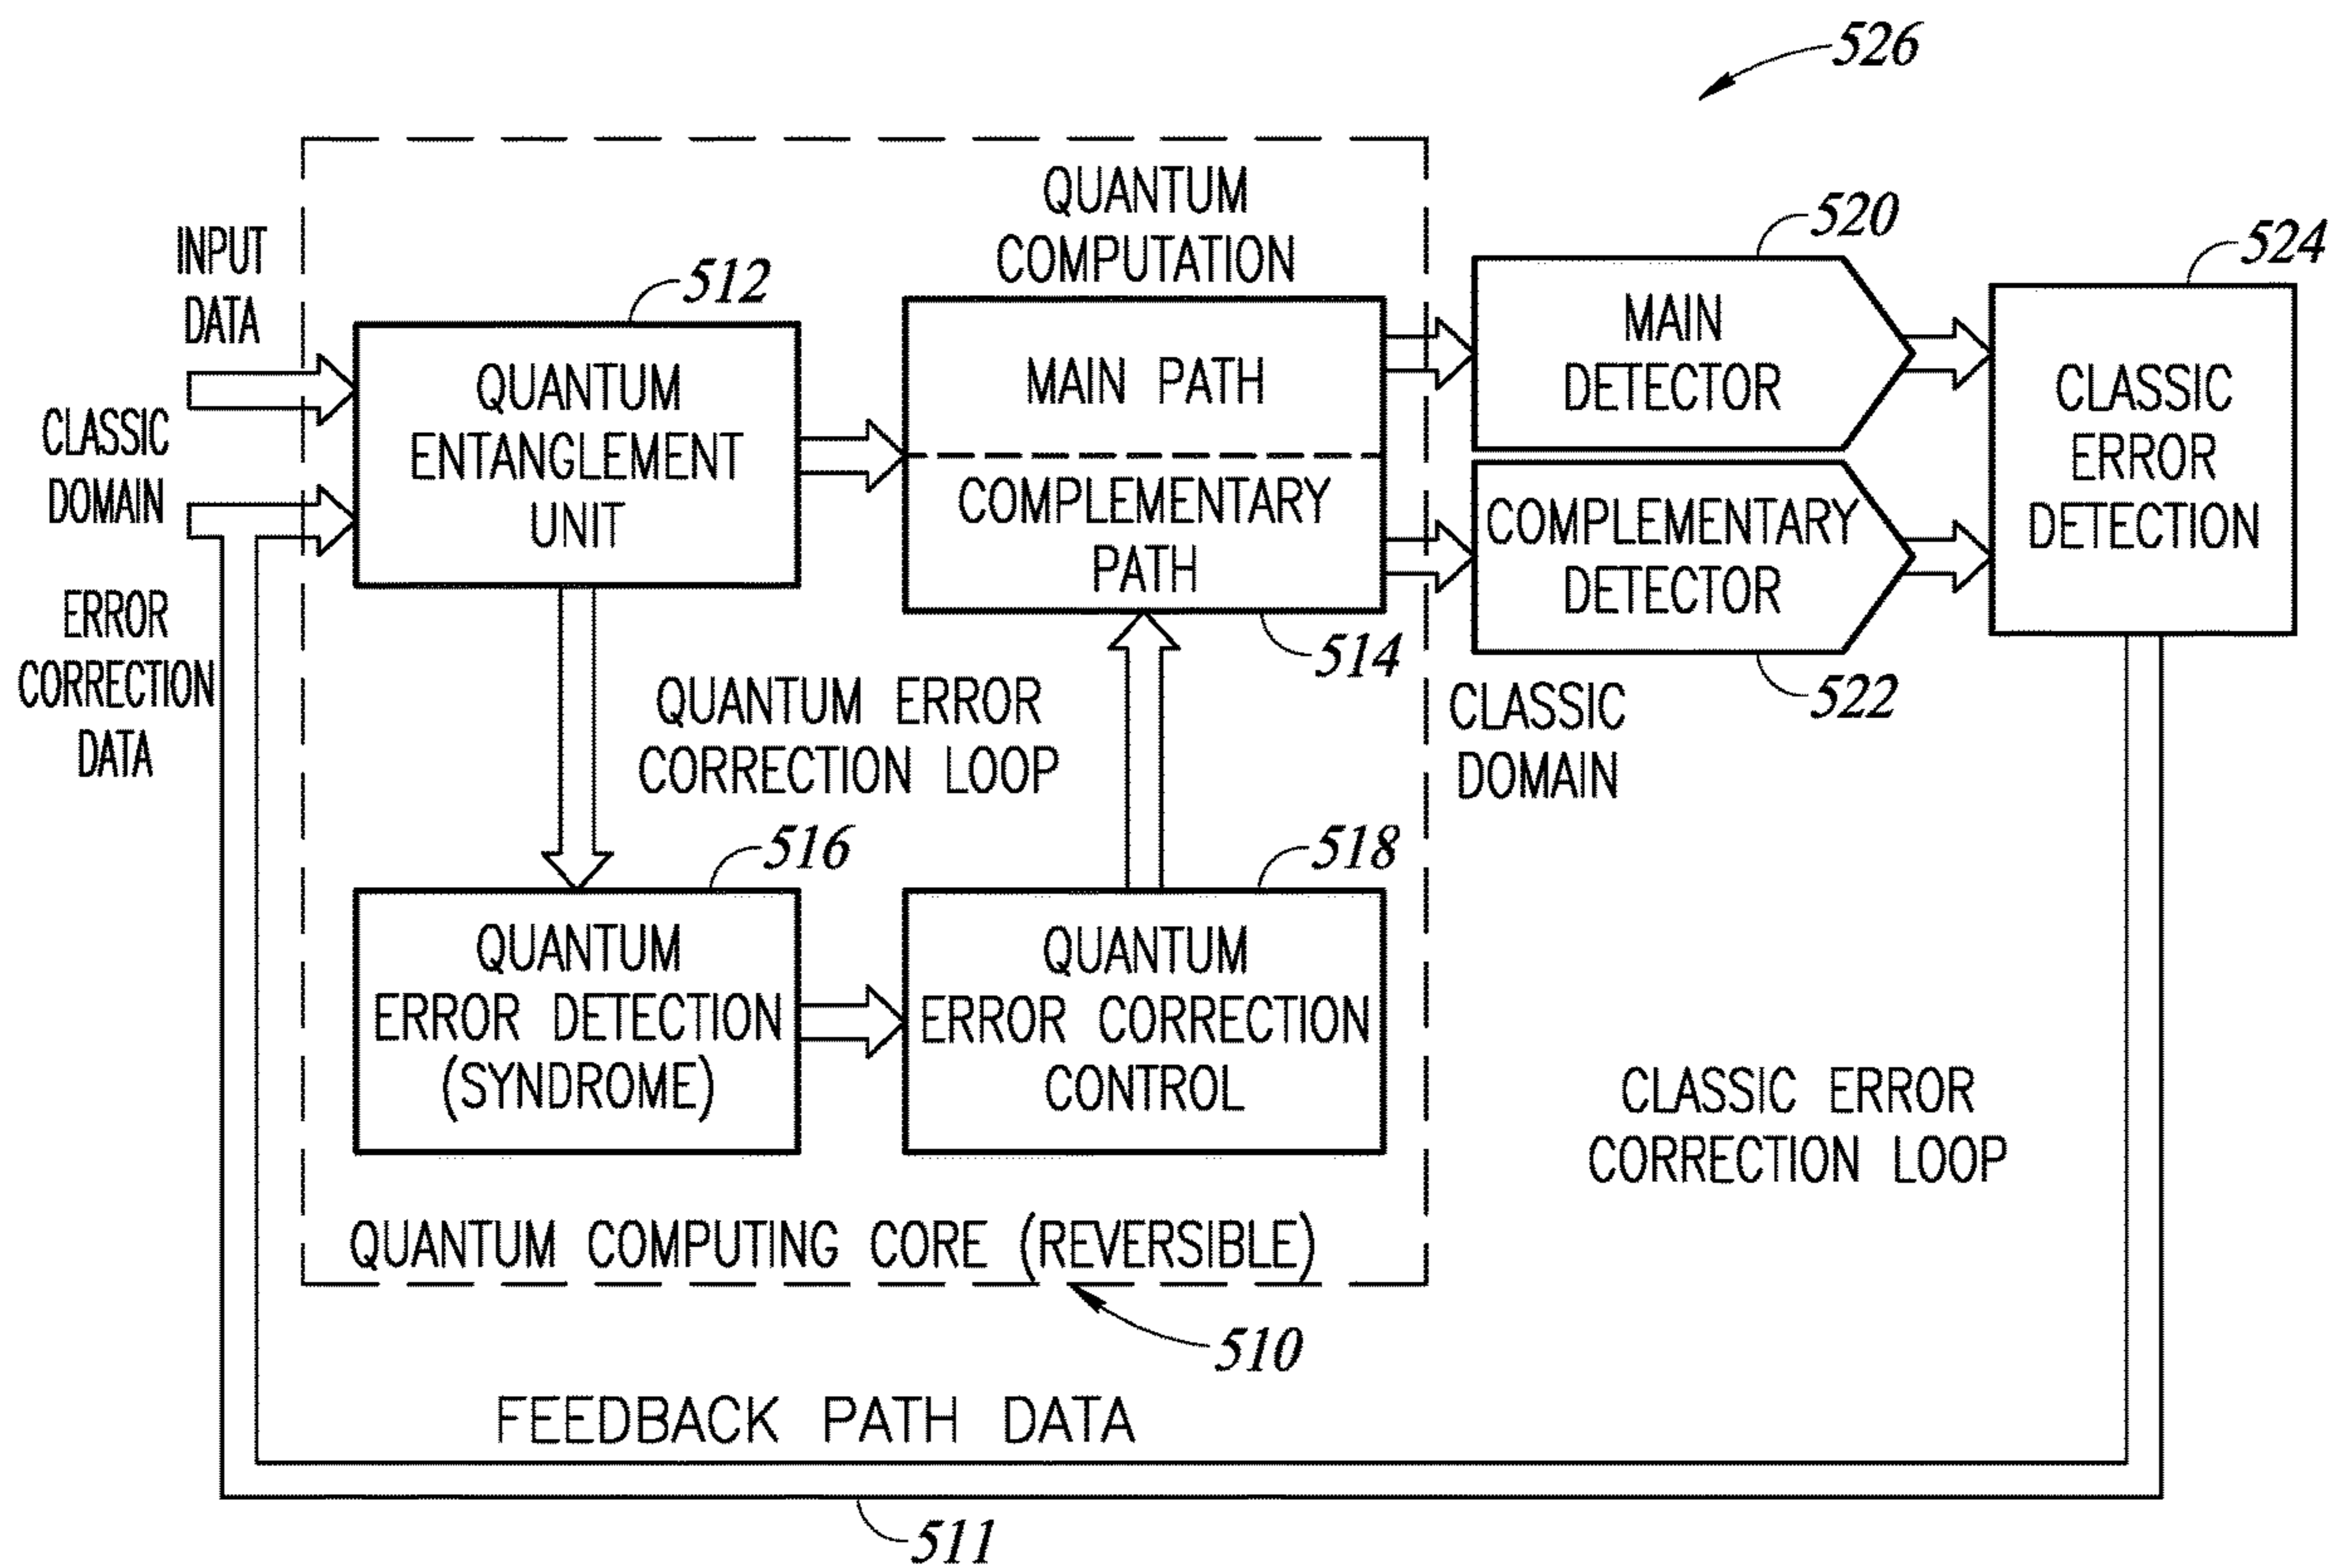 526
INPUT
DATA
CLASSIC
DOMAIN
ERROR
CORRECTION
DATA
512
QUANTUM
ENTANGLEMENT
UNIT
QUANTUM
COMPUTATION
MAIN PATH
COMPLEMENTARY
PATH
514
520
MAIN
DETECTOR
COMPLEMENTARY
DETECTOR
522
524
CLASSIC
ERROR
DETECTION
QUANTUM ERROR
CORRECTION LOOP
CLASSIC
DOMAIN
516
QUANTUM
ERROR DETECTION
(SYNDROME)
518
QUANTUM
ERROR CORRECTION
CONTROL
CLASSIC ERROR
CORRECTION LOOP
QUANTUM COMPUTING CORE (REVERSIBLE)
510
FEEDBACK PATH DATA
511